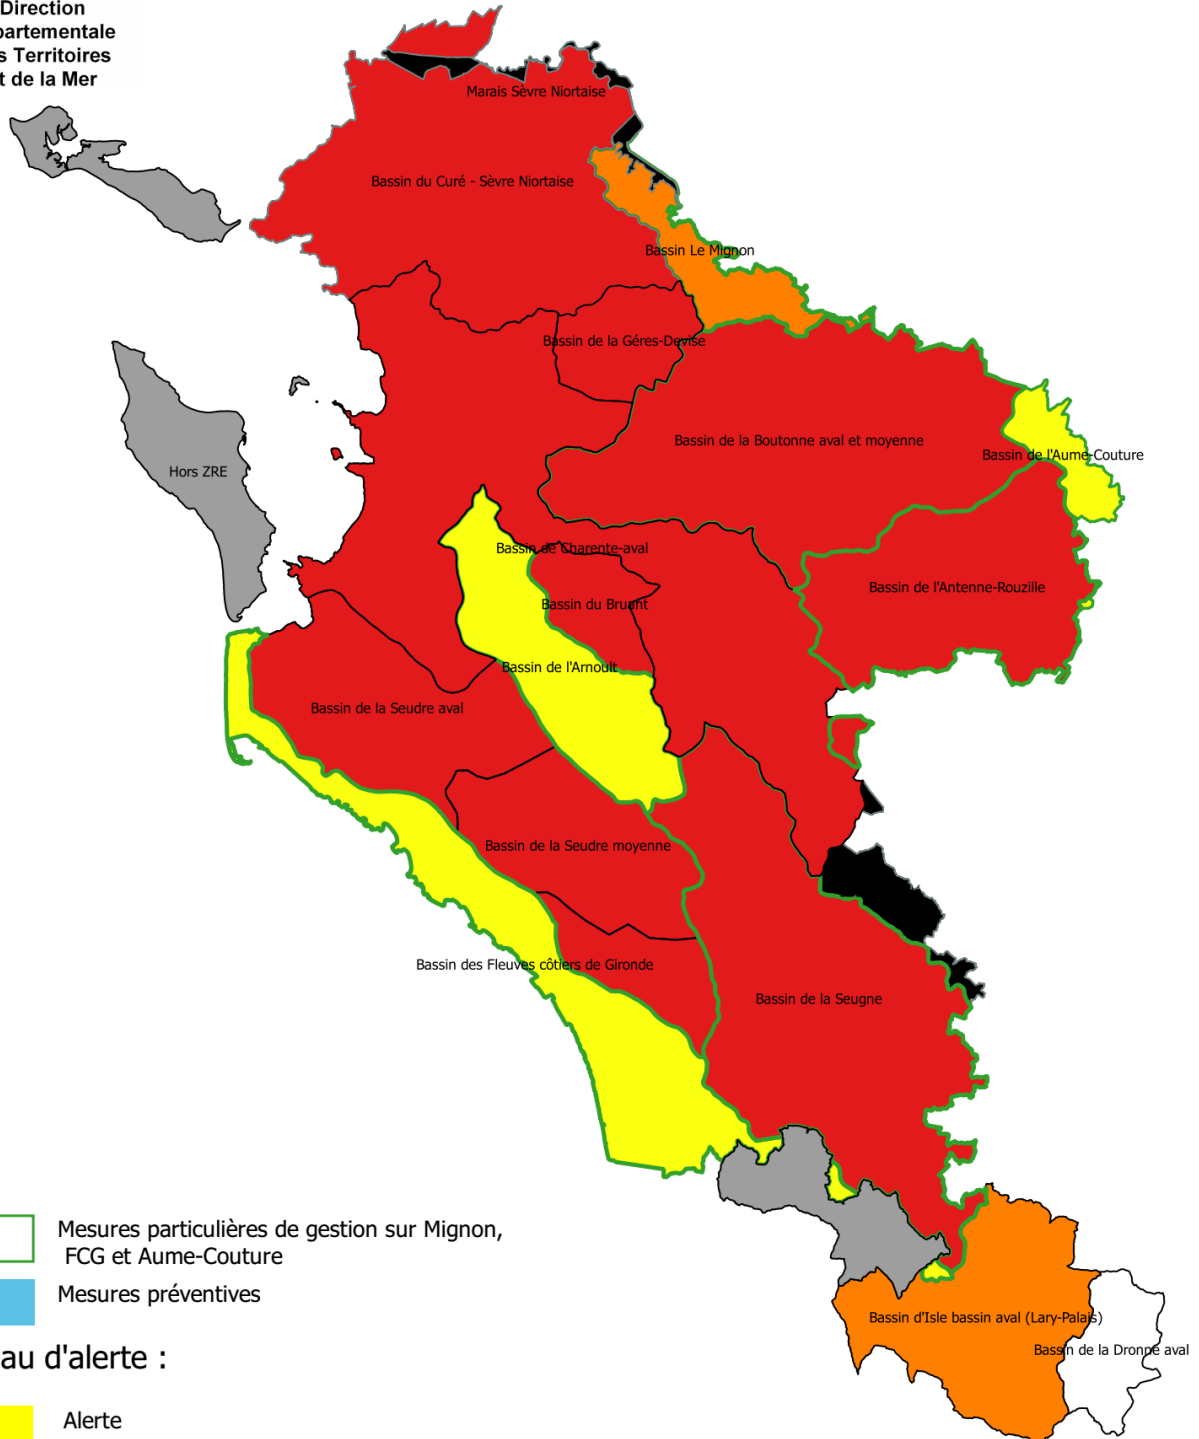 Direction
partementale
s Territoires
t de la Mer
Marais Sèvre Niortaise
Bassin du Curé - Sèvre Niortaise
Bassin Le Mignon
Bassin de la Géres-Devise
Bassin de la Boutonne aval et moyenne
Bassin de l'Aume-Couture
Hors ZRE
Bassin de Charente-aval
Bassin de l'Antenne-Rouzille
Bassin du Bruant
Bassin de l'Arnoult
Bassin de la Seudre aval
Bassin de la Seudre moyenne
Bassin des Fleuves côtiers de Gironde
Bassin de la Seugne
Mesures particulières de gestion sur Mignon,
FCG et Aume-Couture
Mesures préventives
Bassin d'Isle bassin aval (Lary-Palais)
Bassin de la Dronne aval
au d'alerte :
Alerte